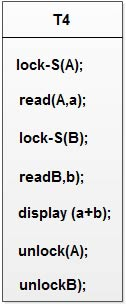 T4
lock-S(A);
read(A,a);
lock-S(B);
readB,b);
display (a+b);
unlock(A);
unlockB);